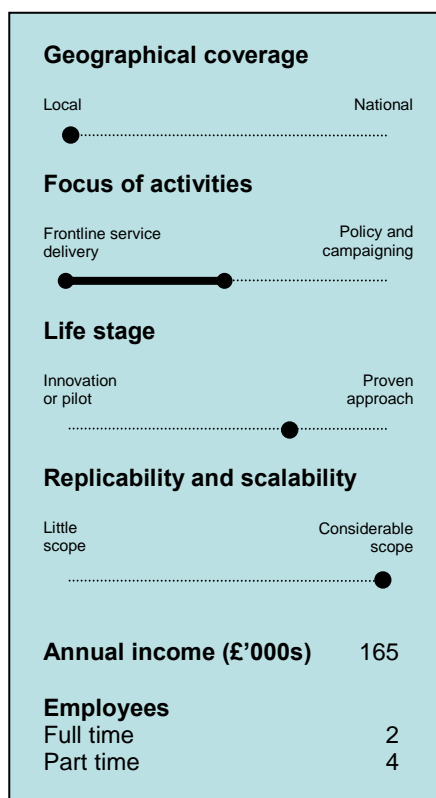 Geographical coverage
Local National
Focus of activities
Frontline service Policy and
delivery campaigning
Life stage
Innovation Proven
or pilot approach
Replicability and scalability
Little Considerable
scope scope
Annual income (£'000s) 165
Employees
Full time 2
Part time 4